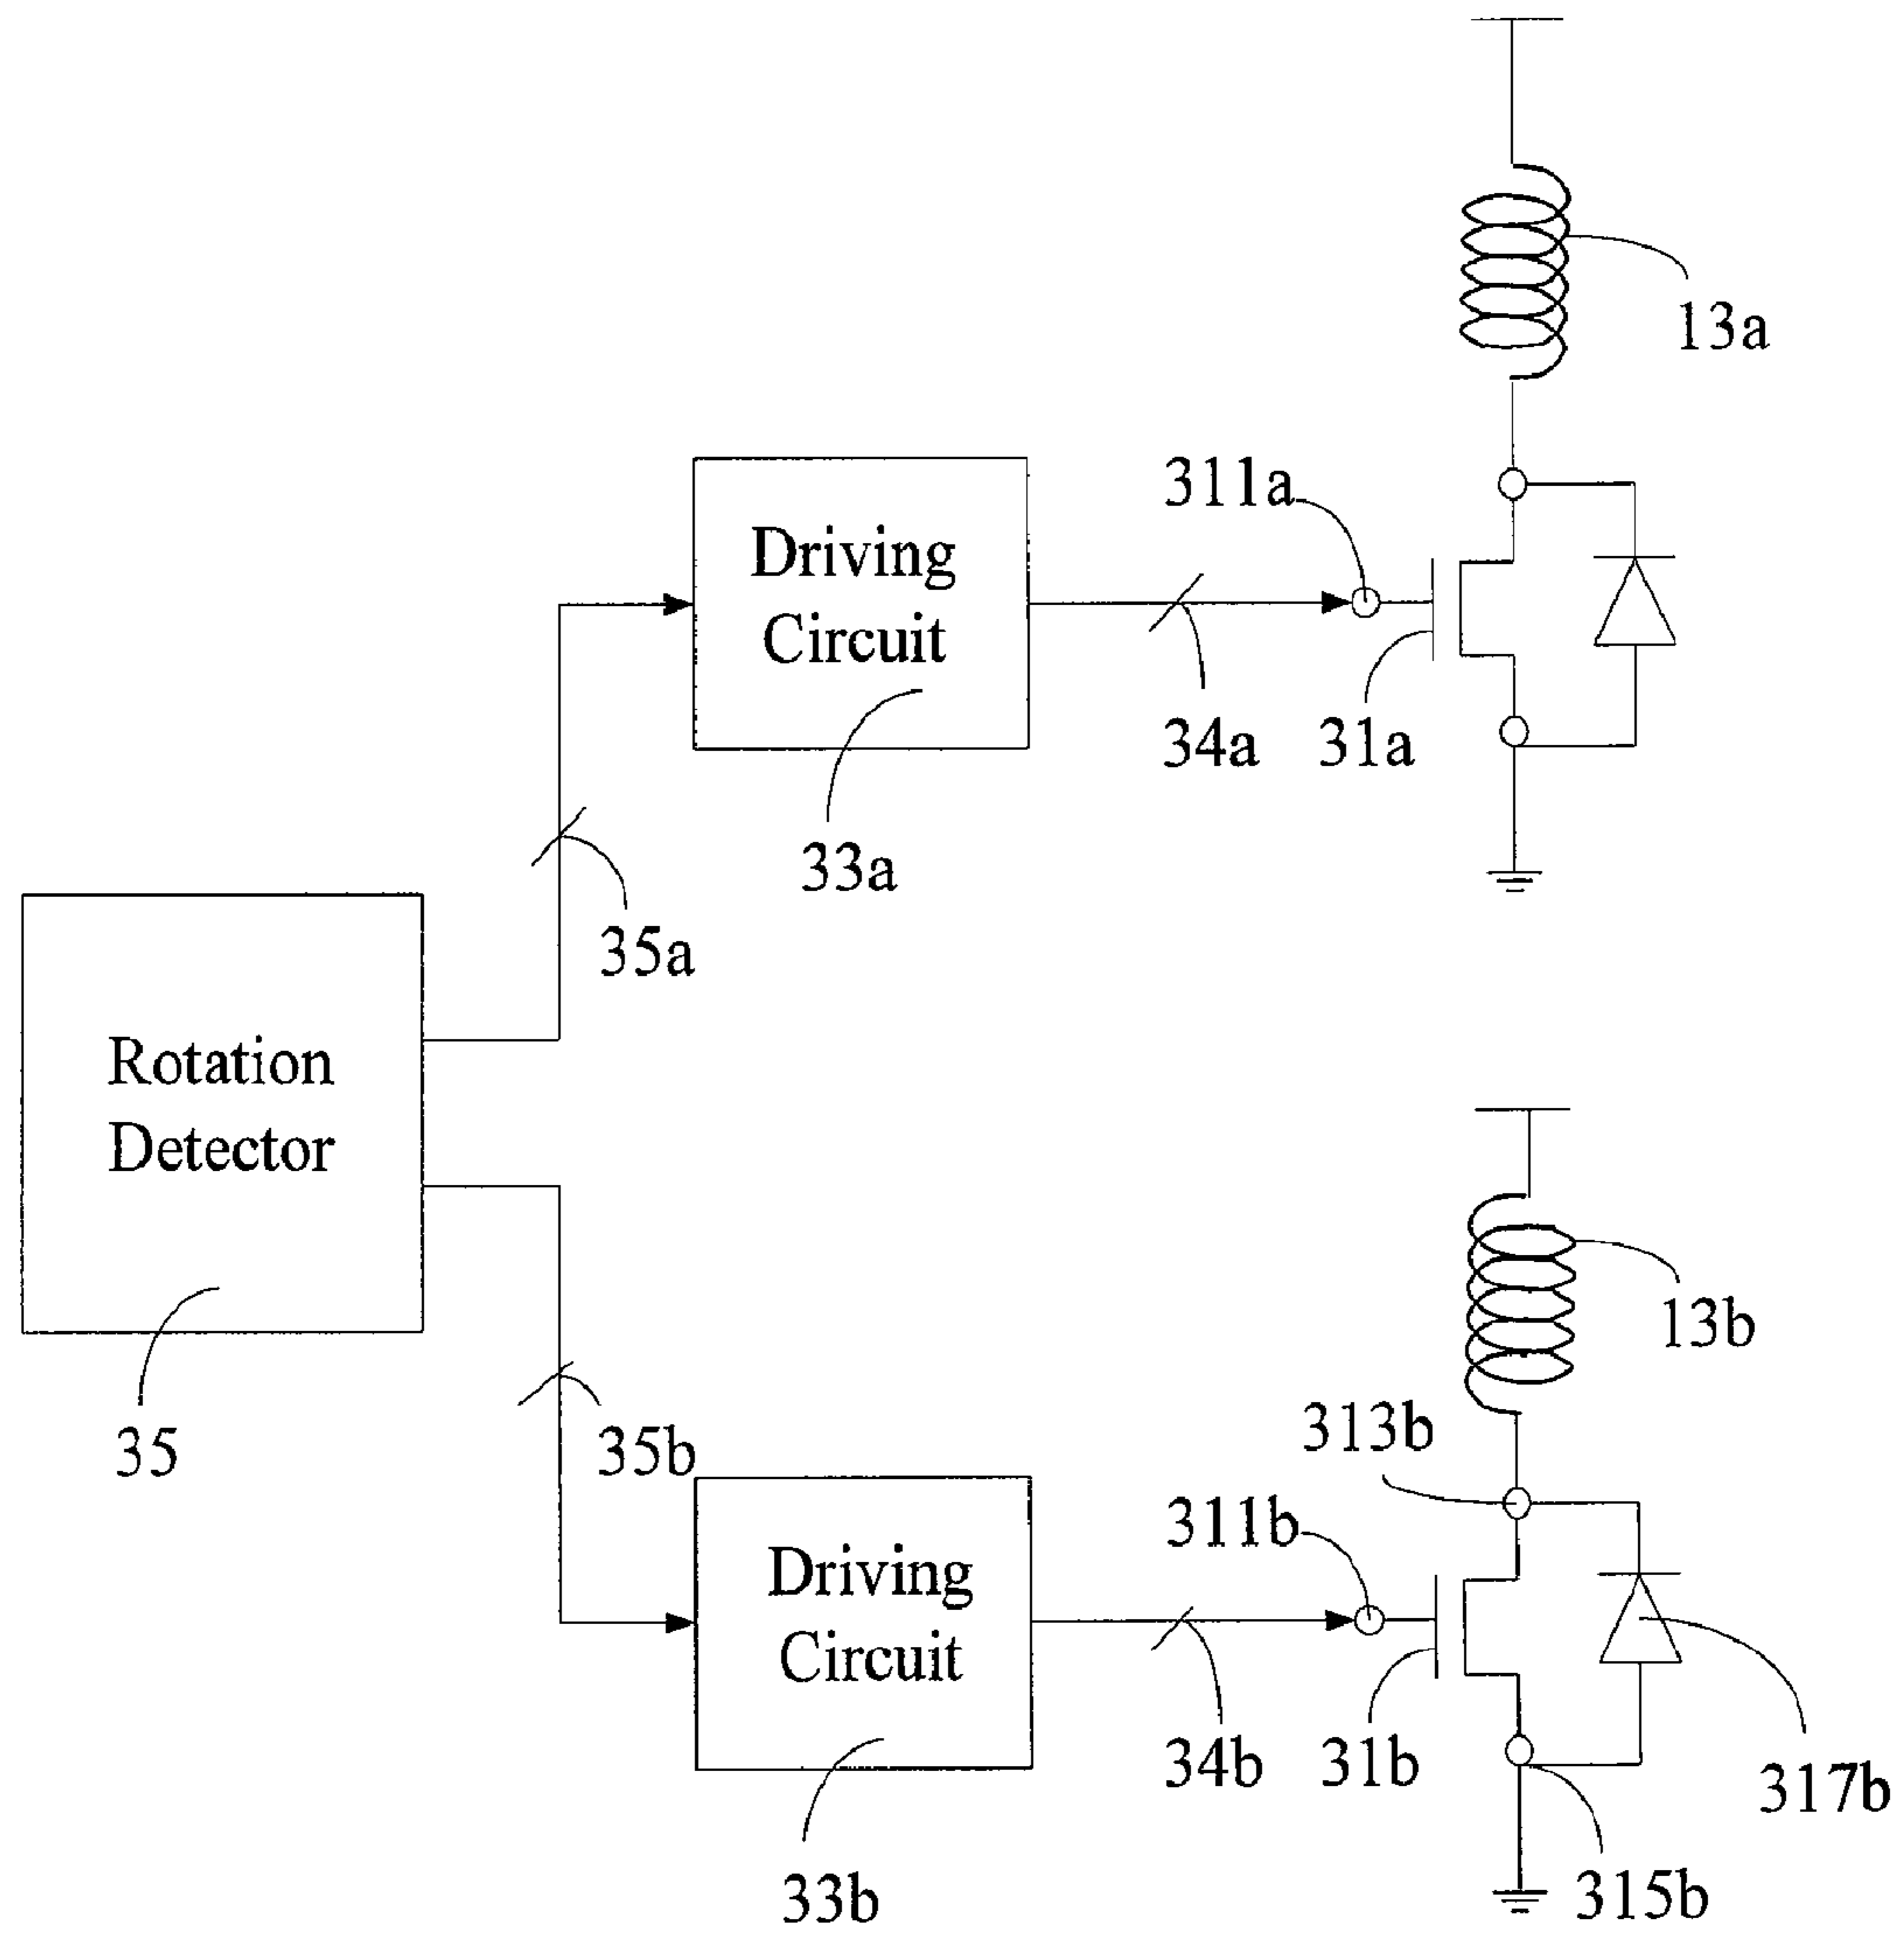 13a
311a
Driving
Circuit
34a
31a
33a
35a
Rotation
Detector
13b
313b
35
35b
311b
Driving
Circuit
34b
31b
317b
33b
315b